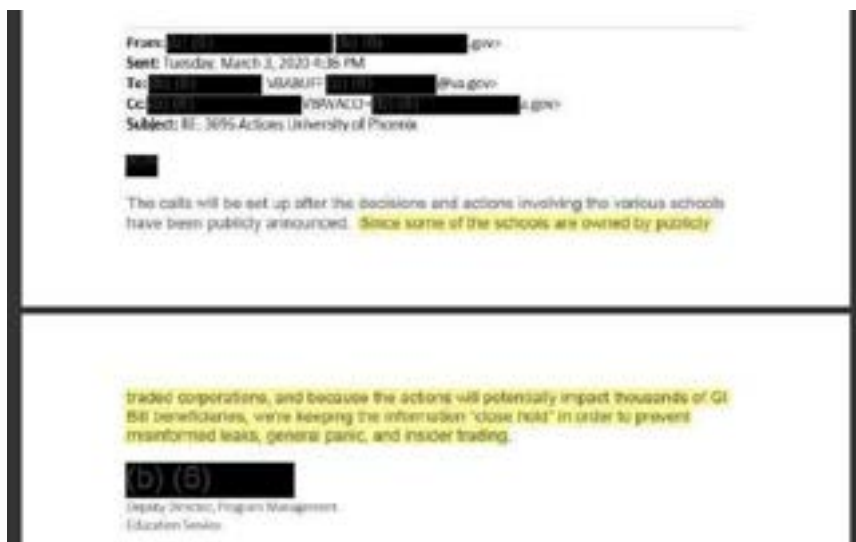 From: .gov>
Sent: Tuesday, March 3, 2020 4:36 PM
To: VBABUFF @va.gov>
Cc: a.gov>
Subject: RE: 3696 Actions University of Phoenix
The calls will be set up after the decisions and actions involving the various schools
have been publicly announced. Since some of the schools are owned by publicly
traded corporations, and because the actions will potentially impact thousands of GI
Bill beneficiaries, we're keeping the information "close hold" in order to prevent
misinformed leaks, general panic, and insider trading.
(b) (6)
Deputy Director, Program Management
Education Service